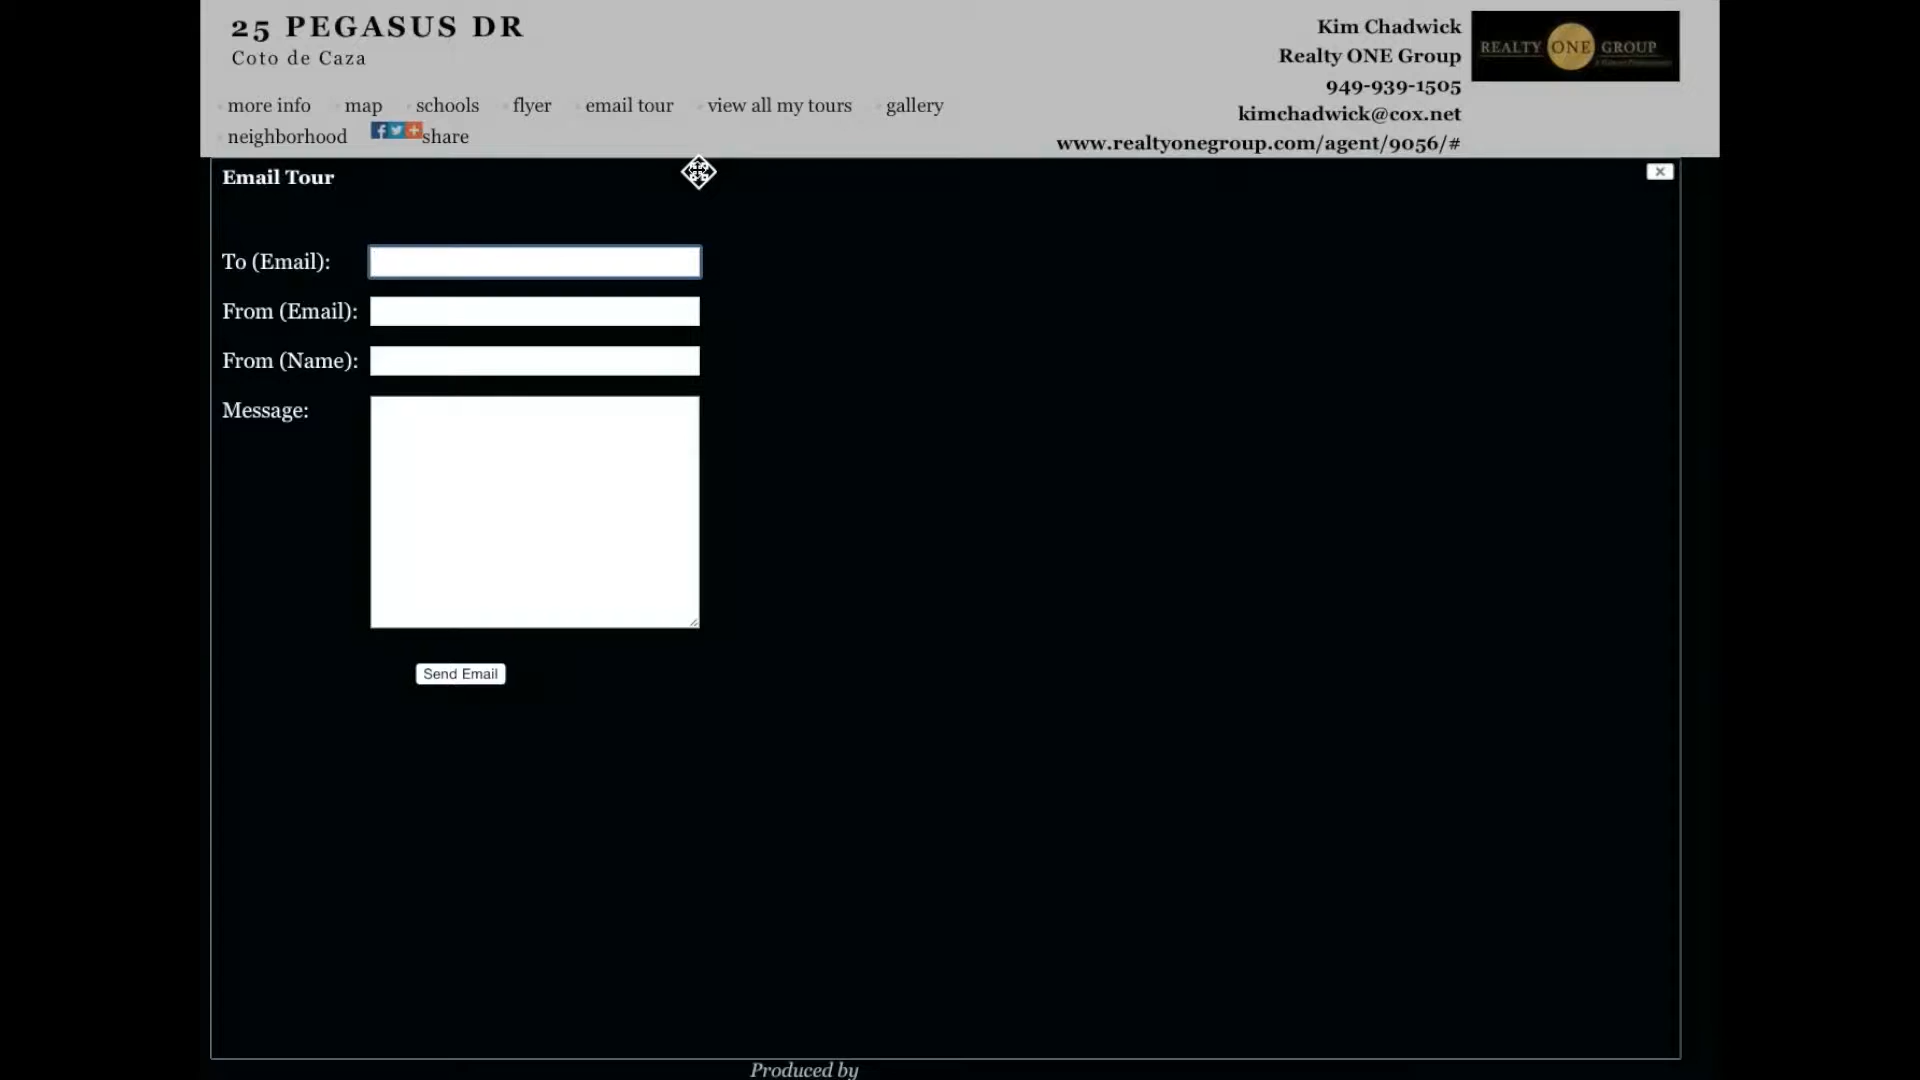 25 PEGASUS DR
Coto de Caza
more info map schools flyer email tour view all my tours gallery
neighborhood share
Kim Chadwick
Realty ONE Group
949-939-1505
kimchadwick@cox.net
www.realtyonegroup.com/agent/9056/#
REALTY ONE GROUP
Email Tour
x
To (Email):
From (Email):
From (Name):
Message:
Send Email
Produced by